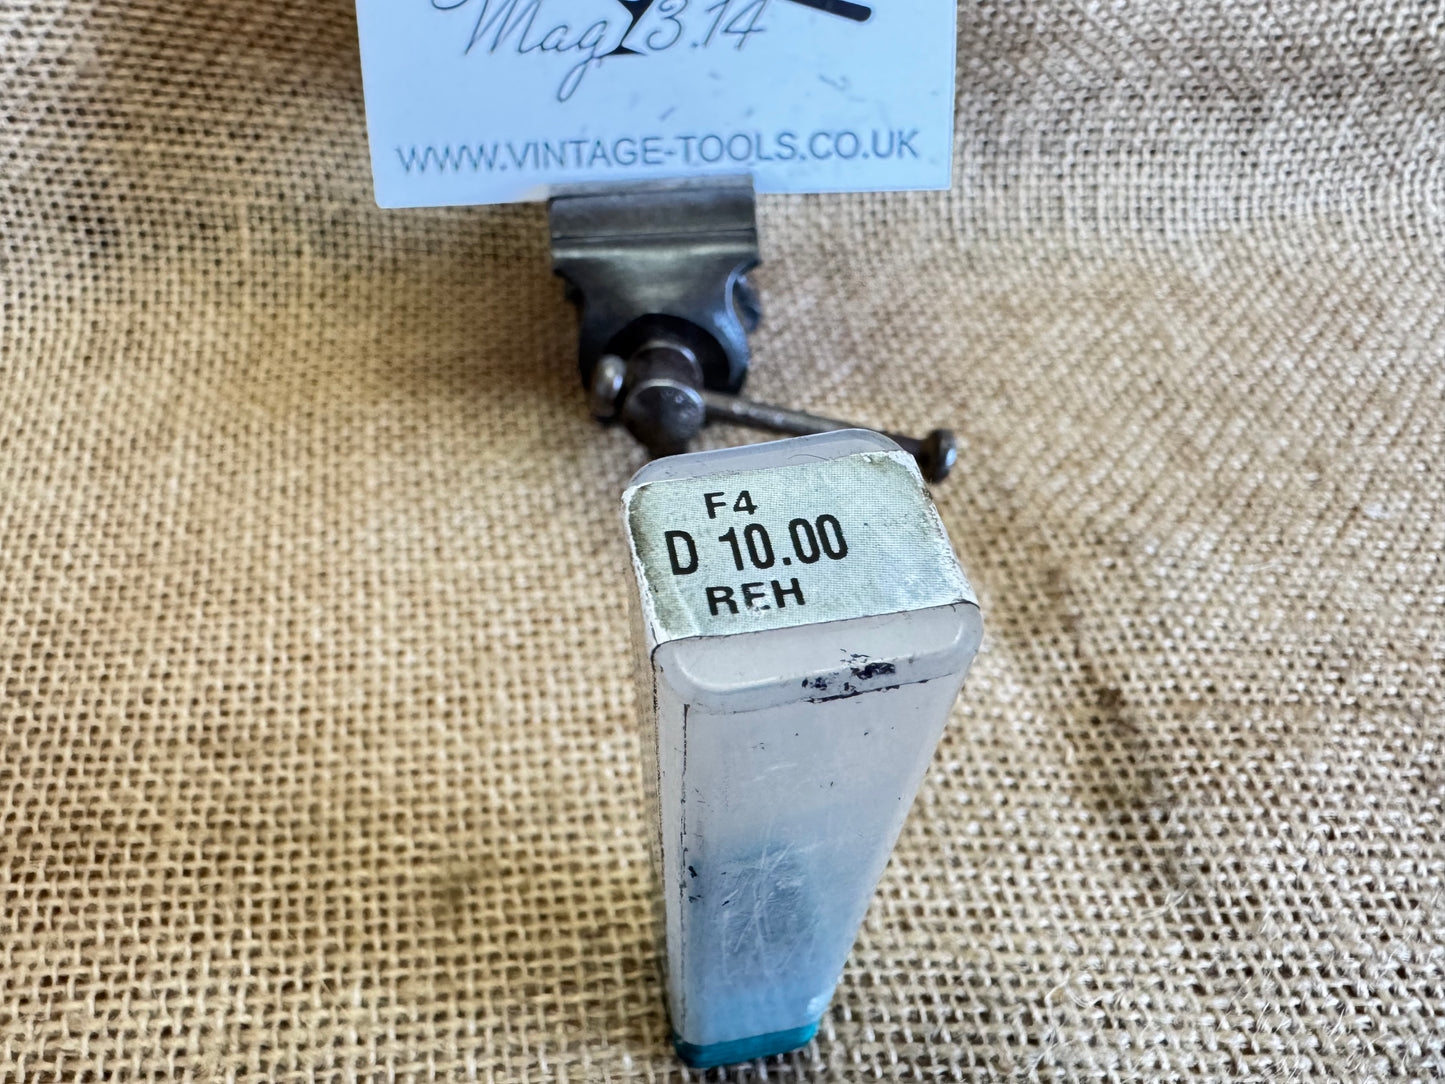 Mag 3.14
WWW.VINTAGE-TOOLS.CO.UK
F4
D 10.00
REH